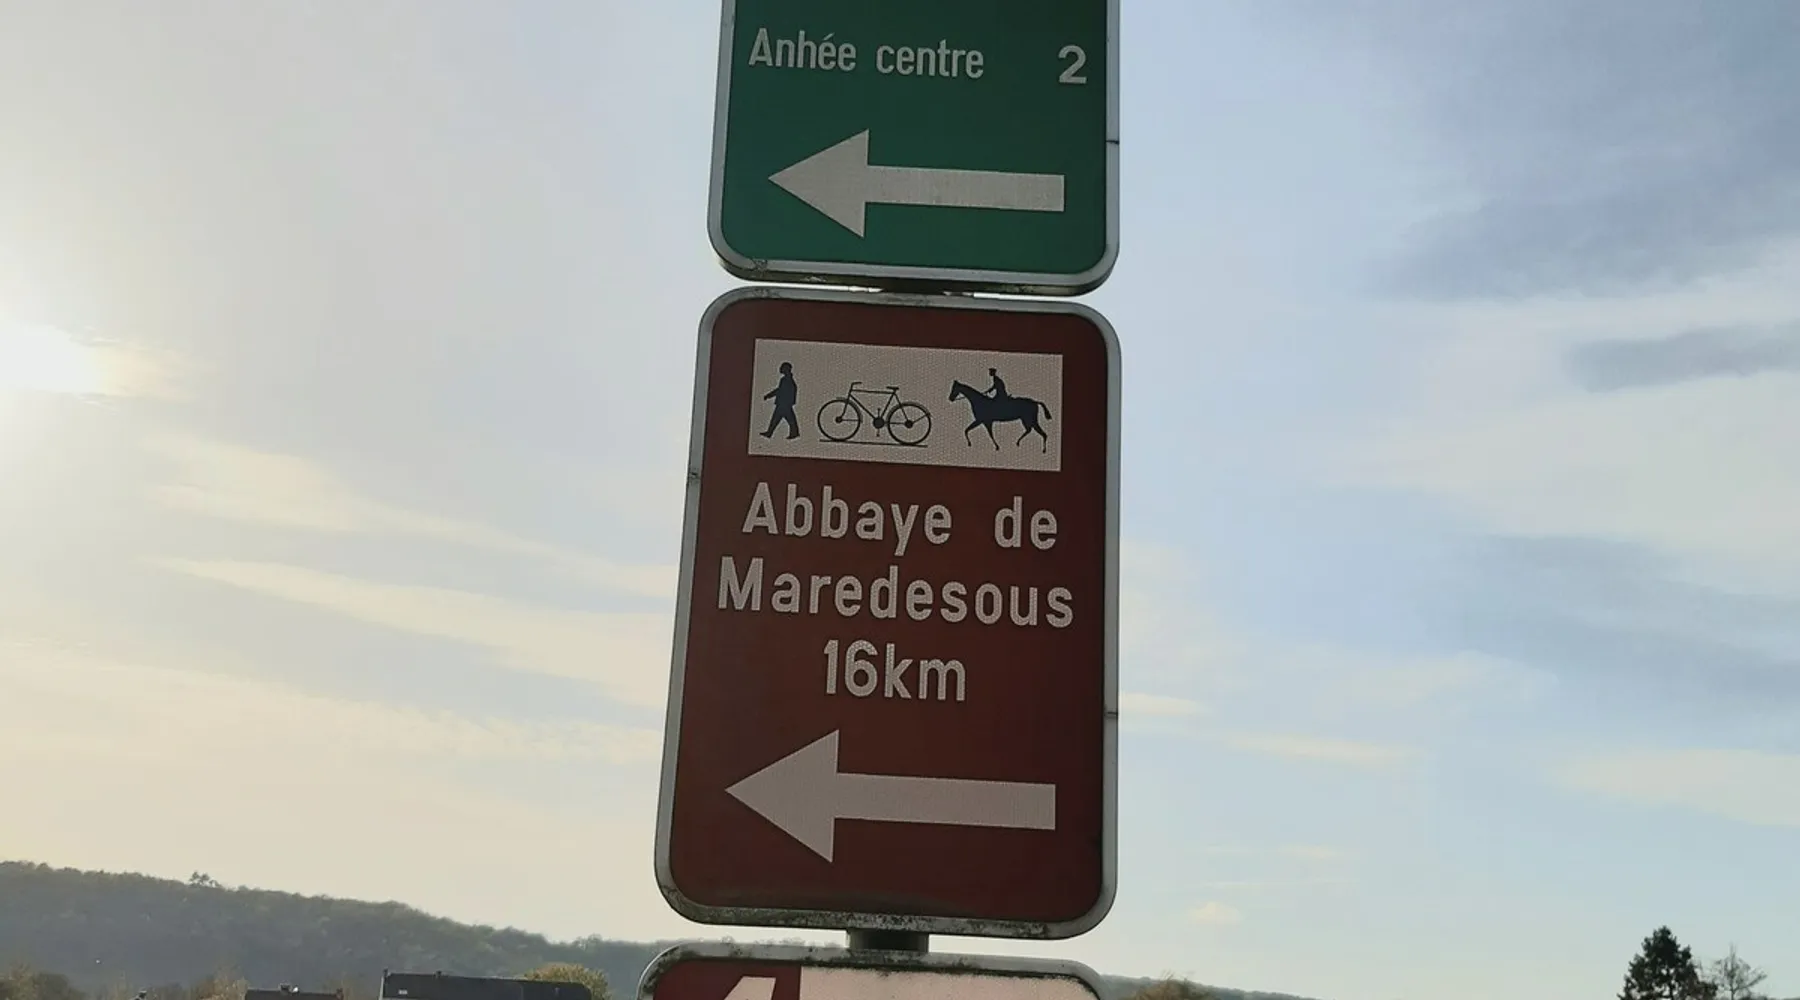 Anhée centre 2
Abbaye de
Maredesous
16km